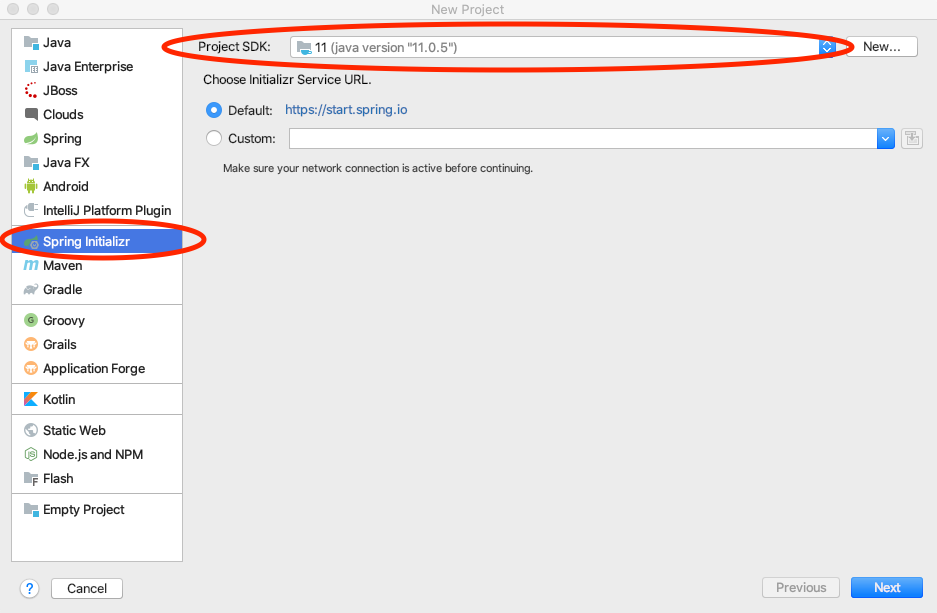 New Project
Java
Java Enterprise
JBoss
Clouds
Spring
Java FX
Android
IntelliJ Platform Plugin
Spring Initializr
Maven
Gradle
Groovy
Grails
Application Forge
Kotlin
Static Web
Node.js and NPM
Flash
Empty Project
Project SDK: 11 (java version "11.0.5") New...
Choose Initializr Service URL.
Default: https://start.spring.io
Custom:
Make sure your network connection is active before continuing.
? Cancel Previous Next